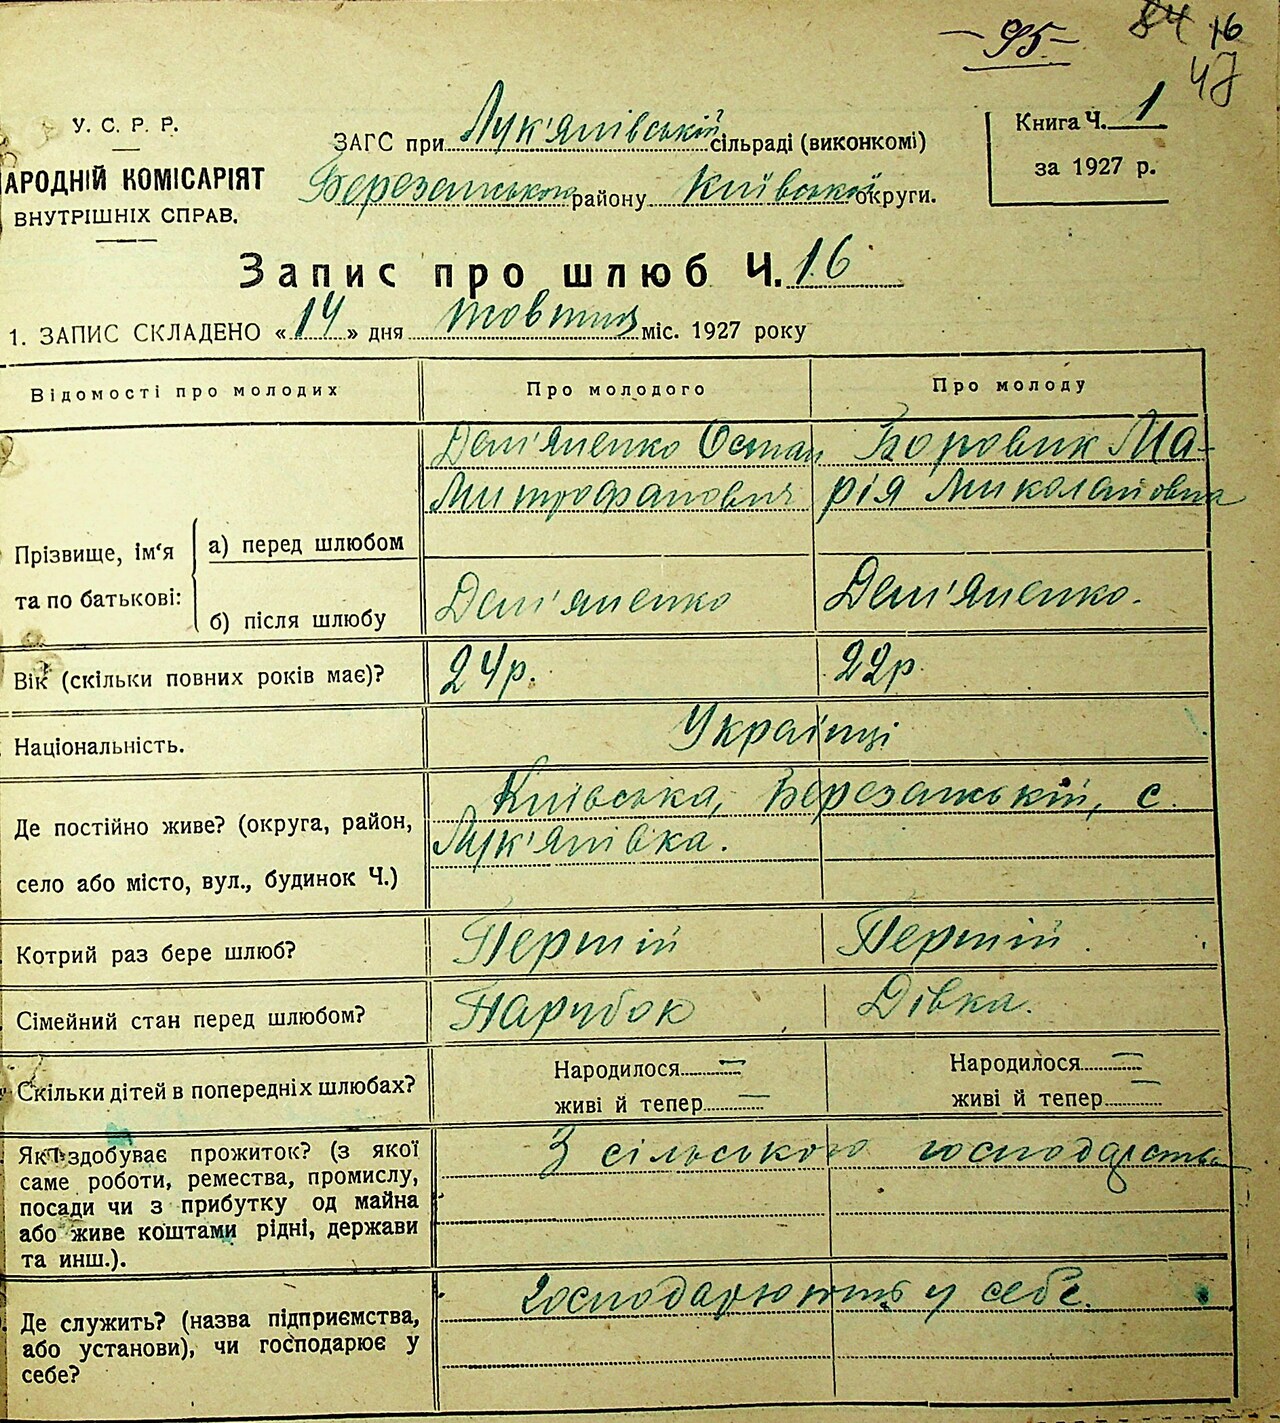 – 95 –
84 16
47
У. С. Р. Р.
АРОДНІЙ КОМІСАРІЯТ
ВНУТРІШНІХ СПРАВ.
ЗАГС при Лук'янівській сільраді (виконкомі)
Березанського району Київської округи.
Книга Ч. 1
за 1927 р.
Запис про шлюб Ч. 16
1. ЗАПИС СКЛАДЕНО «14» дня жовтня міс. 1927 року
Відомості про молодих
Про молодого
Про молоду
Прізвище, ім'я
та по батькові:
а) перед шлюбом
Дем'яненко Остап
Митрофанович
Боровик Ма-
рія Миколаївна
б) після шлюбу
Дем'яненко
Дем'яненко.
Вік (скільки повних років має)?
24р.
22р.
Національність.
Українці
Де постійно живе? (округа, район,
село або місто, вул., будинок Ч.)
Київська, Березанській, с.
Лук'янівка.
Котрий раз бере шлюб?
Першій
Першій.
Сімейний стан перед шлюбом?
Парубок
Дівка.
Скільки дітей в попередніх шлюбах?
Народилося —
живі й тепер —
Народилося —
живі й тепер —
Як здобуває прожиток? (з якої
саме роботи, ремества, промислу,
посади чи з прибутку од майна
або живе коштами рідні, держави
та инш.).
З сільського господарства
Де служить? (назва підприємства,
або установи), чи господарює у
себе?
господарюють у себе.